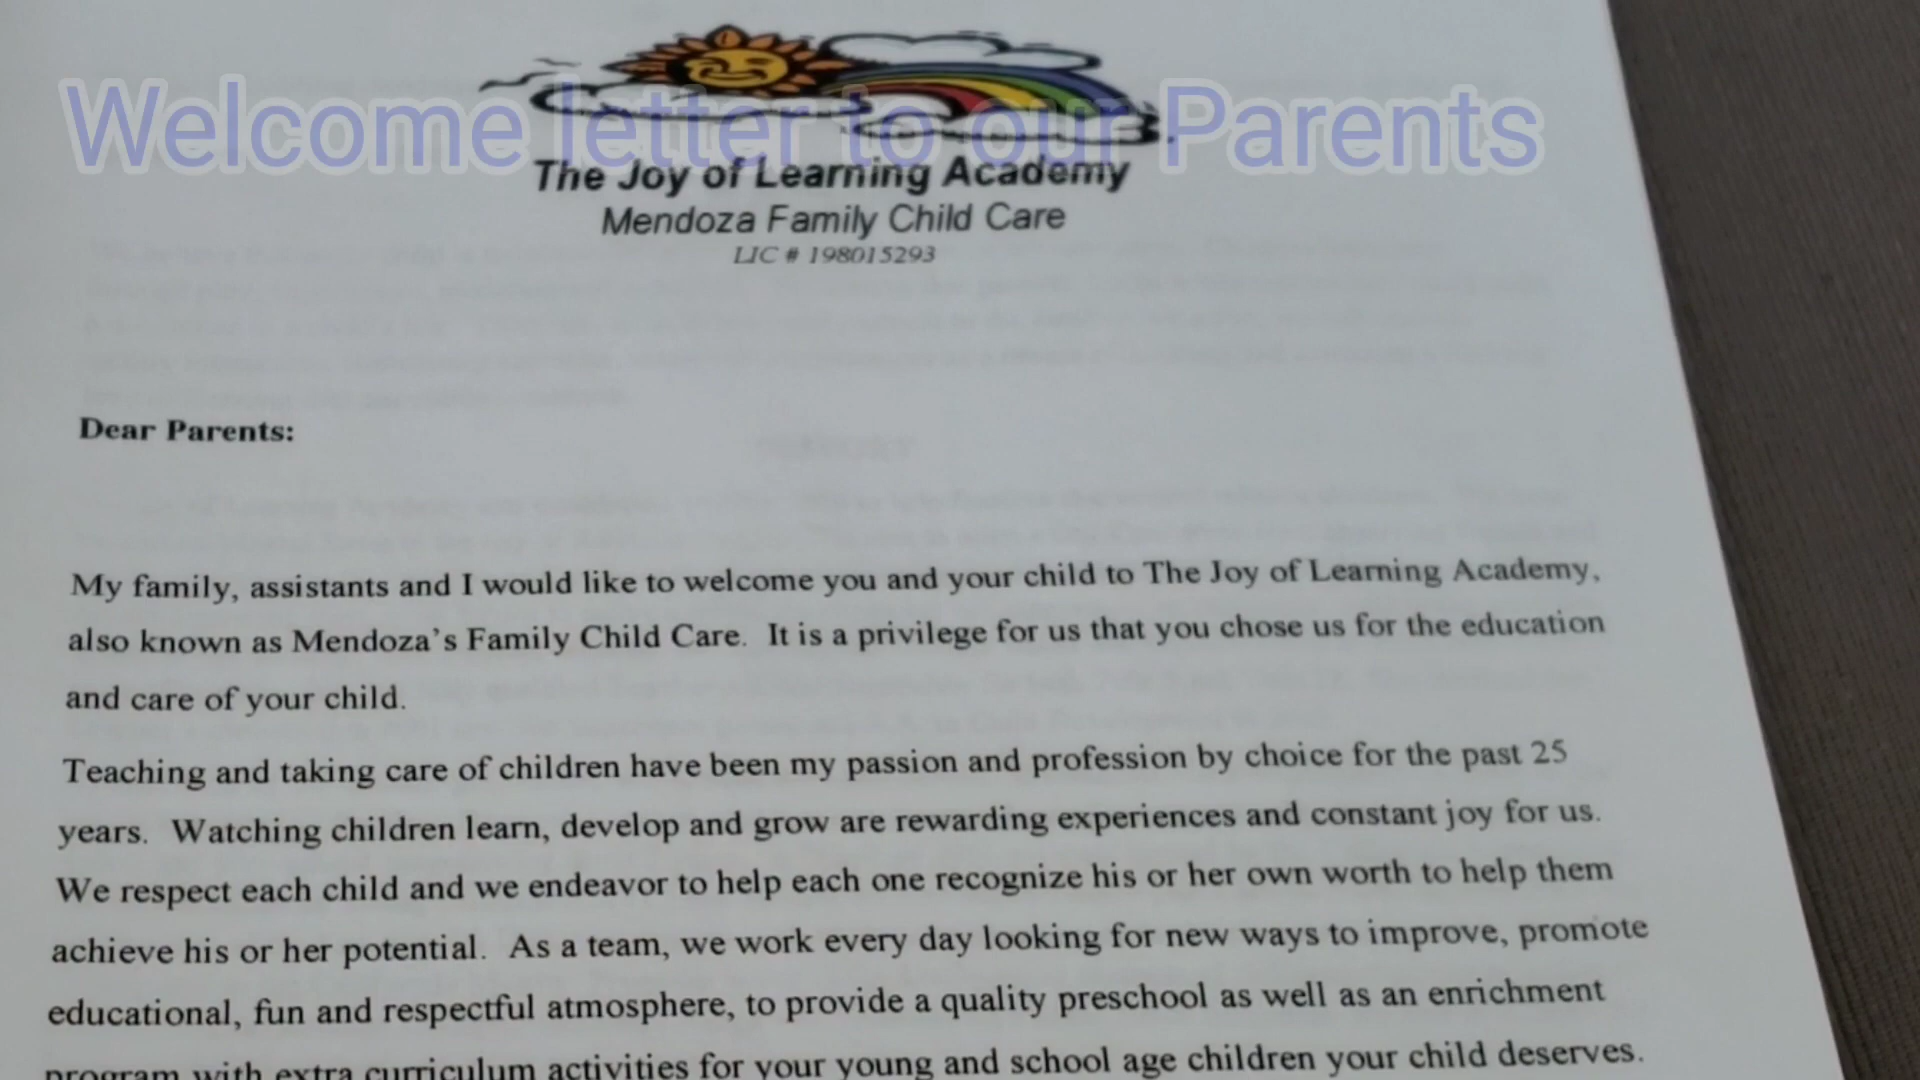 Welcome letter to our Parents
The Joy of Learning Academy
Mendoza Family Child Care
LIC # 198015293
Dear Parents:
My family, assistants and I would like to welcome you and your child to The Joy of Learning Academy,
also known as Mendoza's Family Child Care. It is a privilege for us that you chose us for the education
and care of your child.
Teaching and taking care of children have been my passion and profession by choice for the past 25
years. Watching children learn, develop and grow are rewarding experiences and constant joy for us.
We respect each child and we endeavor to help each one recognize his or her own worth to help them
achieve his or her potential. As a team, we work every day looking for new ways to improve, promote
educational, fun and respectful atmosphere, to provide a quality preschool as well as an enrichment
program with extra curriculum activities for your young and school age children your child deserves.